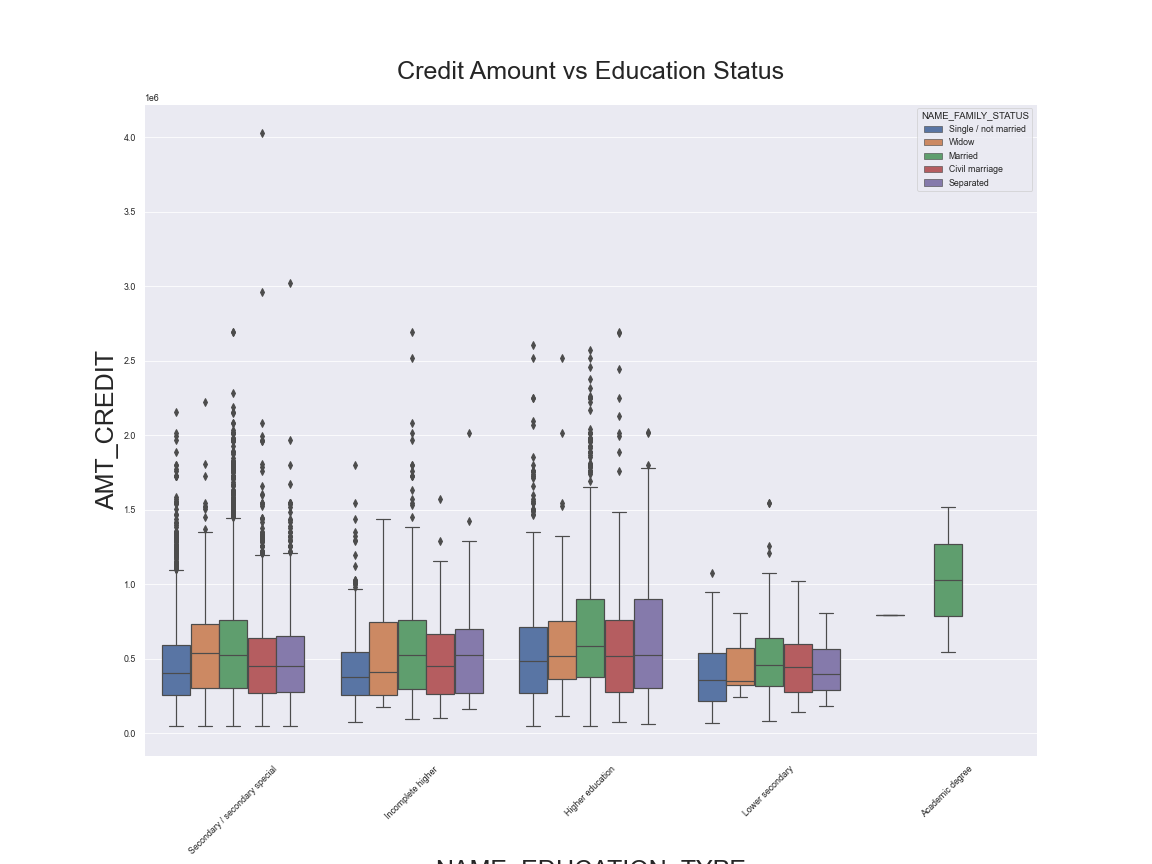 Credit Amount vs Education Status
1e6
NAME_FAMILY_STATUS
Single / not married
Widow
Married
Civil marriage
Separated
4.0
3.5
3.0
2.5
2.0
1.5
1.0
0.5
0.0
AMT_CREDIT
Secondary / secondary special
Incomplete higher
Higher education
Lower secondary
Academic degree
NAME_EDUCATION_TYPE